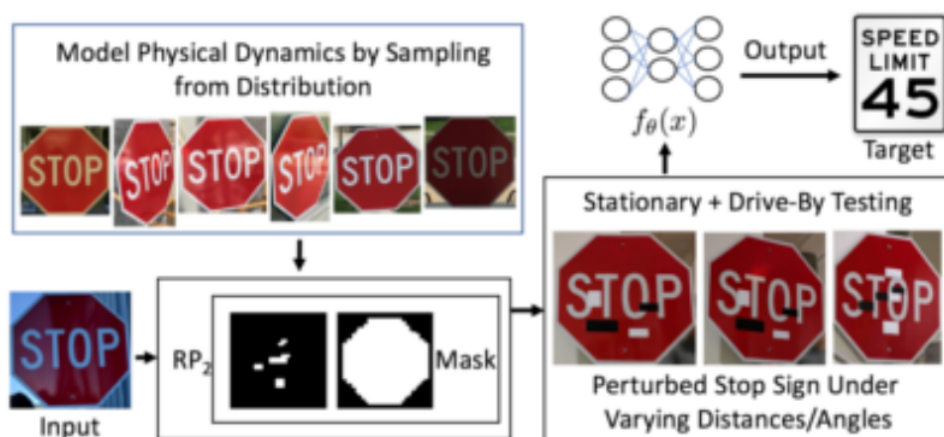 Model Physical Dynamics by Sampling
from Distribution
STOP
STOP
STOP
STOP
STOP
STOP
f_θ(x)
Output
SPEED
LIMIT
45
Target
STOP
Input
RP₂
Mask
Stationary + Drive-By Testing
STOP
STOP
STOP
Perturbed Stop Sign Under
Varying Distances/Angles